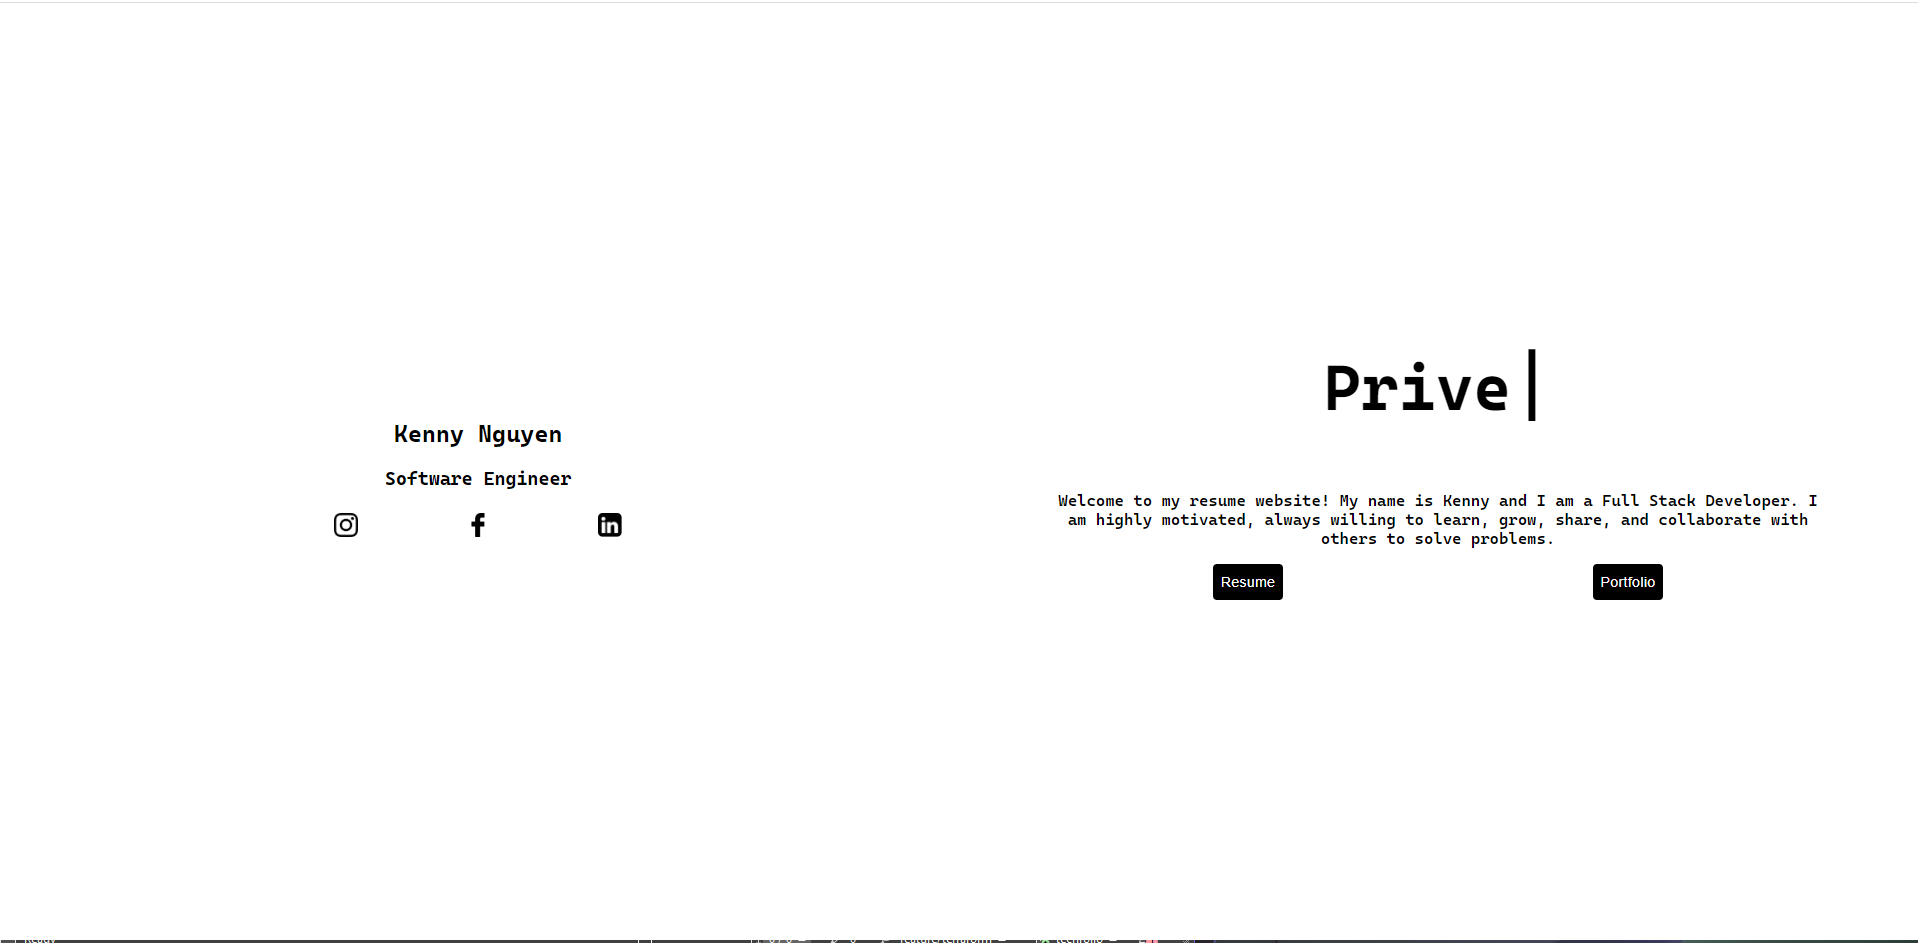 Kenny Nguyen
Software Engineer
Prive
Welcome to my resume website! My name is Kenny and I am a Full Stack Developer. I
am highly motivated, always willing to learn, grow, share, and collaborate with
others to solve problems.
Resume
Portfolio